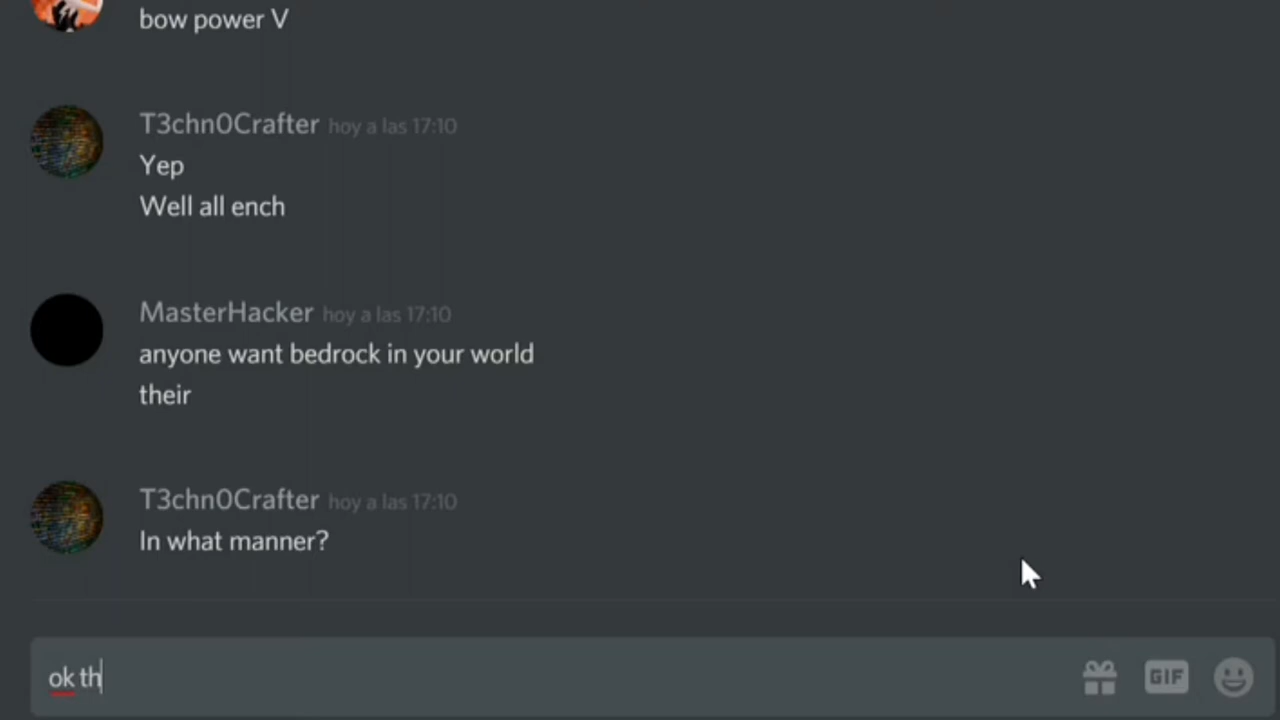 bow power V
T3chn0Crafter hoy a las 17:10
Yep
Well all ench
MasterHacker hoy a las 17:10
anyone want bedrock in your world
their
T3chn0Crafter hoy a las 17:10
In what manner?
ok th
GIF